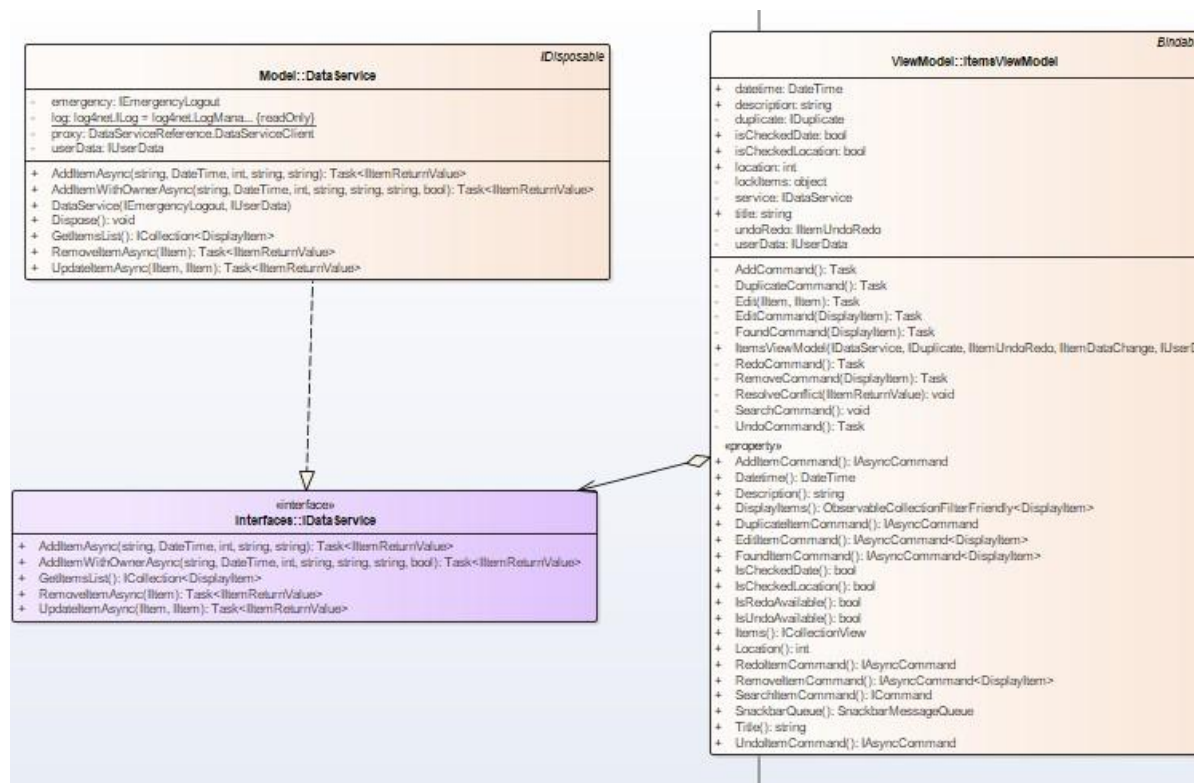 IDisposable
Model::DataService
- emergency: IEmergencyLogout
- log: log4net.ILog = log4net.LogMana... {readOnly}
- proxy: DataServiceReference.DataServiceClient
- userData: IUserData
+ AddItemAsync(string, DateTime, int, string, string): Task<IItemReturnValue>
+ AddItemWithOwnerAsync(string, DateTime, int, string, string, string, bool): Task<IItemReturnValue>
+ DataService(IEmergencyLogout, IUserData)
+ Dispose(): void
+ GetItemsList(): ICollection<DisplayItem>
+ RemoveItemAsync(IItem): Task<IItemReturnValue>
+ UpdateItemAsync(IItem, IItem): Task<IItemReturnValue>
«interface»
Interfaces::IDataService
+ AddItemAsync(string, DateTime, int, string, string): Task<IItemReturnValue>
+ AddItemWithOwnerAsync(string, DateTime, int, string, string, string, bool): Task<IItemReturnValue>
+ GetItemsList(): ICollection<DisplayItem>
+ RemoveItemAsync(IItem): Task<IItemReturnValue>
+ UpdateItemAsync(IItem, IItem): Task<IItemReturnValue>
Bindab
ViewModel::ItemsViewModel
+ datetime: DateTime
+ description: string
- duplicate: IDuplicate
+ isCheckedDate: bool
+ isCheckedLocation: bool
+ location: int
- lockItems: object
- service: IDataService
+ title: string
- undoRedo: IItemUndoRedo
- userData: IUserData
- AddCommand(): Task
- DuplicateCommand(): Task
- Edit(IItem, IItem): Task
- EditCommand(DisplayItem): Task
- FoundCommand(DisplayItem): Task
+ ItemsViewModel(IDataService, IDuplicate, IItemUndoRedo, IItemDataChange, IUserD
- RedoCommand(): Task
- RemoveCommand(DisplayItem): Task
- ResolveConflict(IItemReturnValue): void
- SearchCommand(): void
- UndoCommand(): Task
«property»
+ AddItemCommand(): IAsyncCommand
+ Datetime(): DateTime
+ Description(): string
+ DisplayItems(): ObservableCollectionFilterFriendly<DisplayItem>
+ DuplicateItemCommand(): IAsyncCommand
+ EditItemCommand(): IAsyncCommand<DisplayItem>
+ FoundItemCommand(): IAsyncCommand<DisplayItem>
+ IsCheckedDate(): bool
+ IsCheckedLocation(): bool
+ IsRedoAvailable(): bool
+ IsUndoAvailable(): bool
+ Items(): ICollectionView
+ Location(): int
+ RedoItemCommand(): IAsyncCommand
+ RemoveItemCommand(): IAsyncCommand<DisplayItem>
+ SearchItemCommand(): ICommand
+ SnackbarQueue(): SnackbarMessageQueue
+ Title(): string
+ UndoItemCommand(): IAsyncCommand